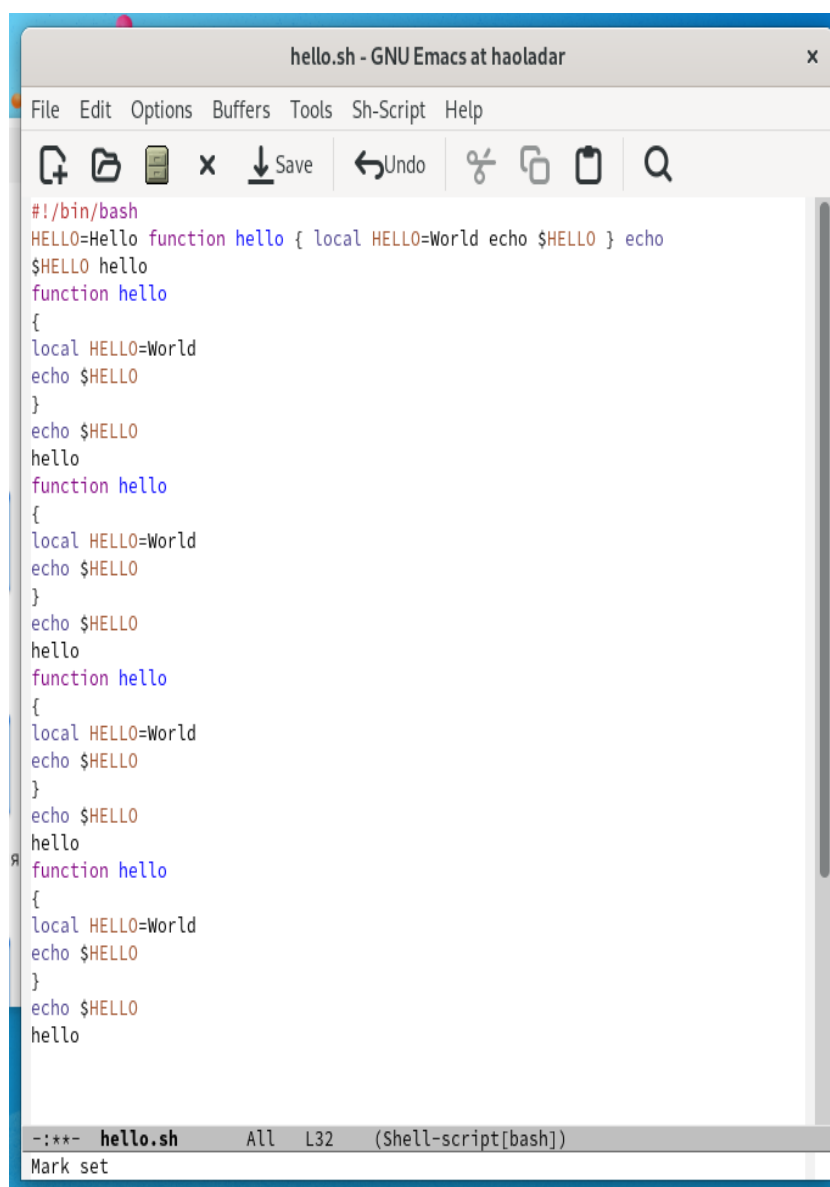 hello.sh - GNU Emacs at haoladar x
File Edit Options Buffers Tools Sh-Script Help
Save Undo
#!/bin/bash
HELLO=Hello function hello { local HELLO=World echo $HELLO } echo
$HELLO hello
function hello
{
local HELLO=World
echo $HELLO
}
echo $HELLO
hello
function hello
{
local HELLO=World
echo $HELLO
}
echo $HELLO
hello
function hello
{
local HELLO=World
echo $HELLO
}
echo $HELLO
hello
я
function hello
{
local HELLO=World
echo $HELLO
}
echo $HELLO
hello
-:**- hello.sh All L32 (Shell-script[bash])
Mark set